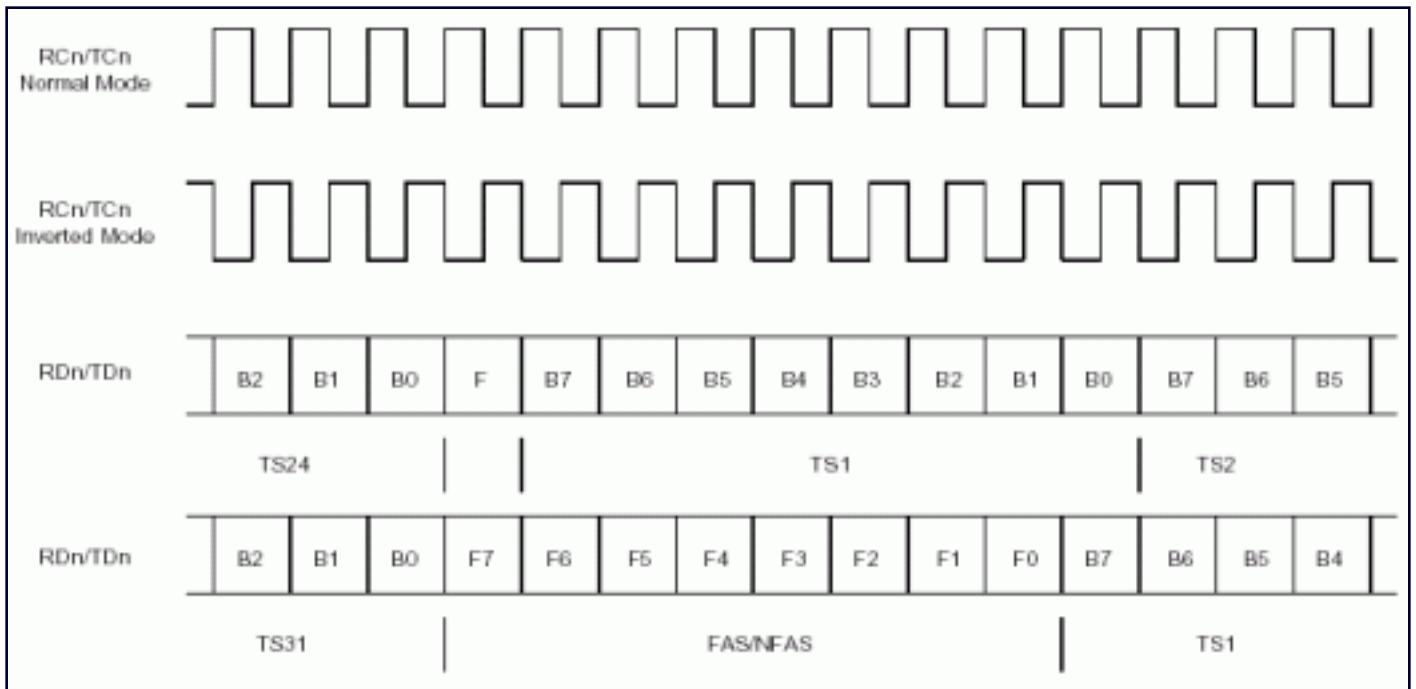 RCn/TCn
Normal Mode
RCn/TCn
Inverted Mode
RDn/TDn B2 B1 B0 F B7 B6 B5 B4 B3 B2 B1 B0 B7 B6 B5
TS24 TS1 TS2
RDn/TDn B2 B1 B0 F7 F6 F5 F4 F3 F2 F1 F0 B7 B6 B5 B4
TS31 FAS/NFAS TS1